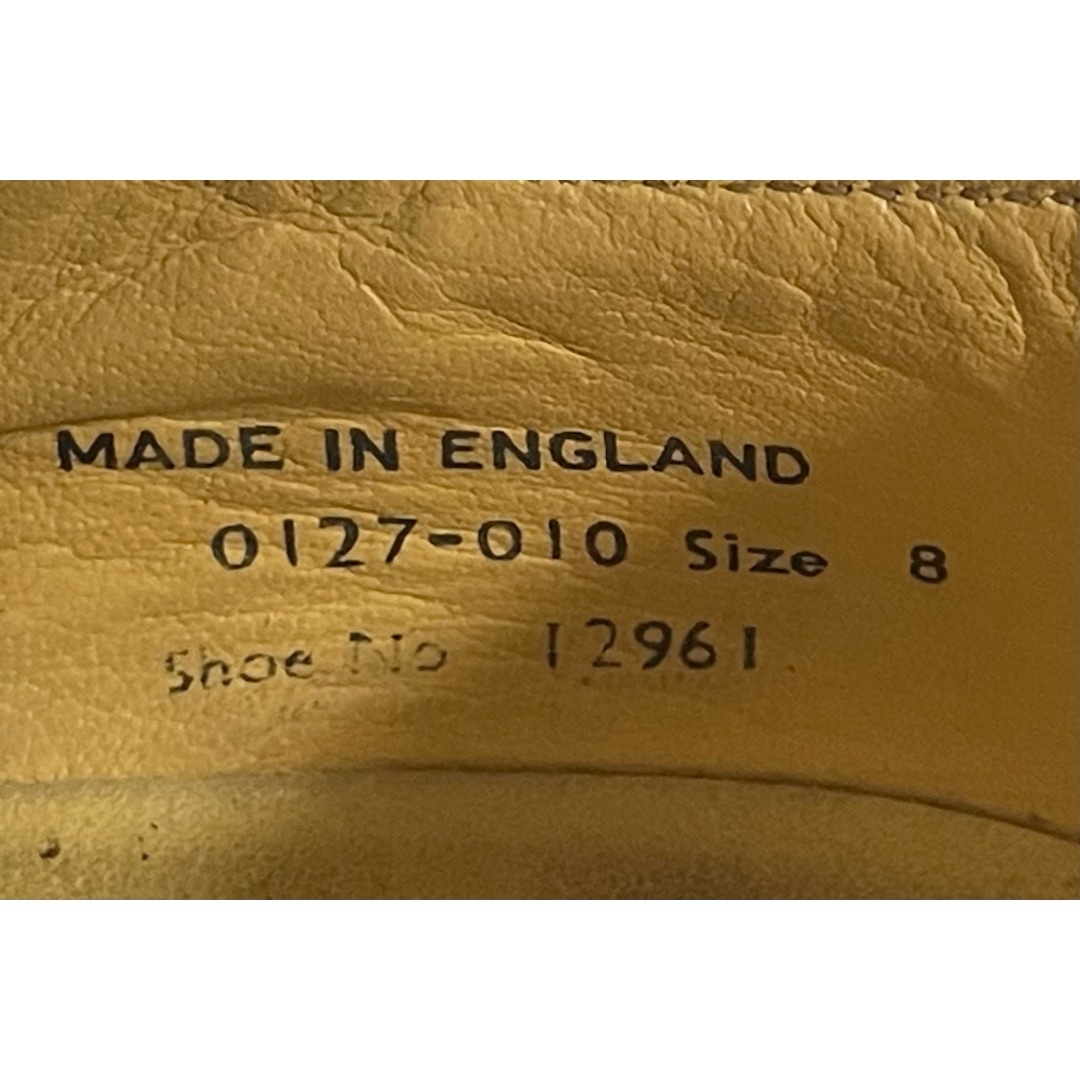 MADE IN ENGLAND
0127-010 Size 8
Shoe No 12961